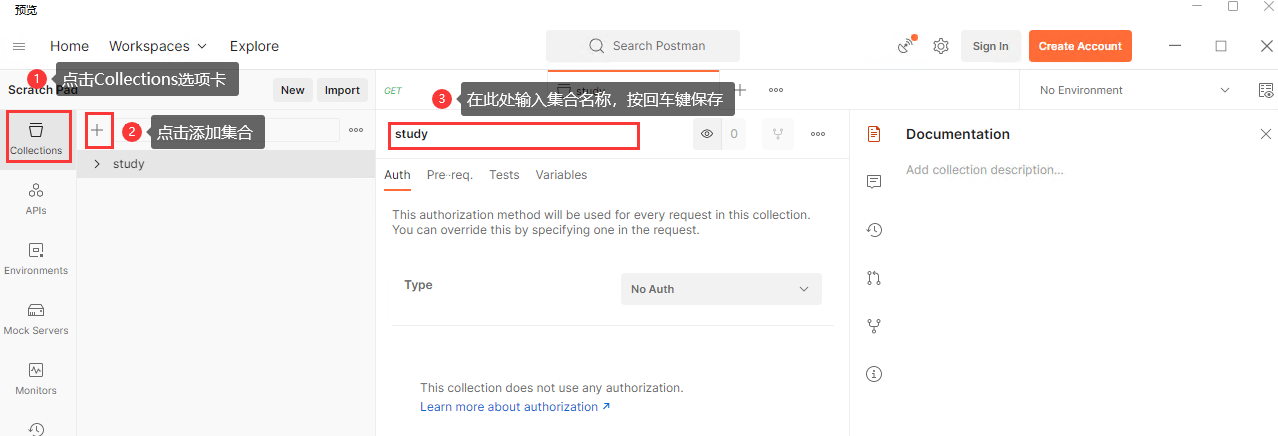 预览
Home Workspaces Explore
Search Postman
Sign In
Create Account
1 点击Collections选项卡
Scratch Pad
New Import
GET
study
No Environment
3 在此处输入集合名称，按回车键保存
Collections
2 点击添加集合
study
study
0
Documentation
Add collection description...
Auth Pre-req. Tests Variables
This authorization method will be used for every request in this collection.
You can override this by specifying one in the request.
Type
No Auth
This collection does not use any authorization.
Learn more about authorization ↗
APIs
Environments
Mock Servers
Monitors